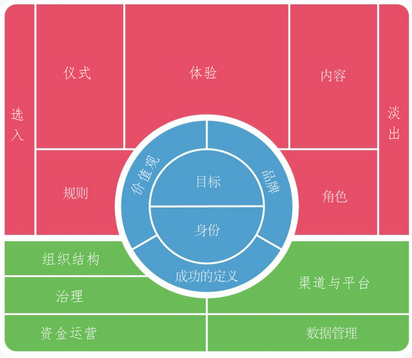 仪式
体验
内容
选入
淡出
规则
角色
价值观
品牌
目标
身份
成功的定义
组织结构
治理
资金运营
渠道与平台
数据管理